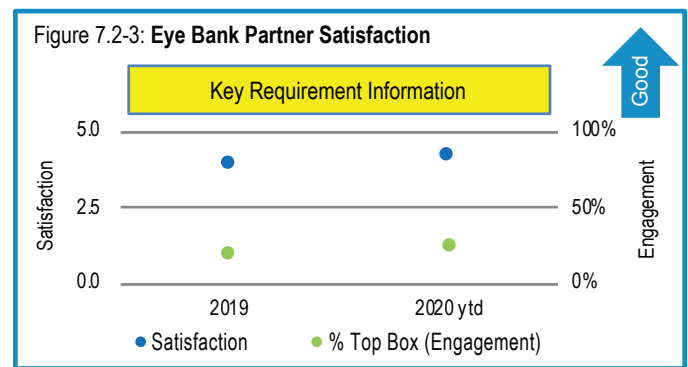 Figure 7.2-3: Eye Bank Partner Satisfaction
Good
Key Requirement Information
5.0
100%
Satisfaction
2.5
50%
Engagement
0.0
0%
2019
2020 ytd
Satisfaction
% Top Box (Engagement)